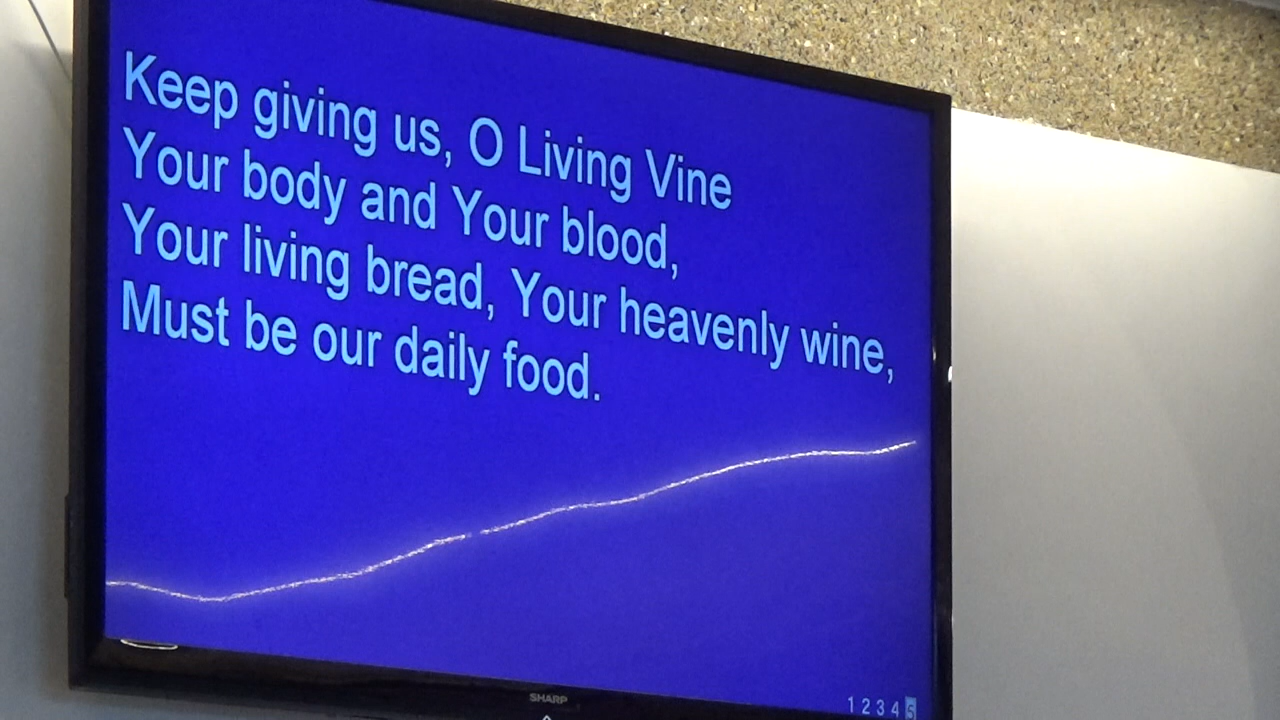 Keep giving us, O Living Vine
Your body and Your blood,
Your living bread, Your heavenly wine,
Must be our daily food.
SHARP
1 2 3 4 5